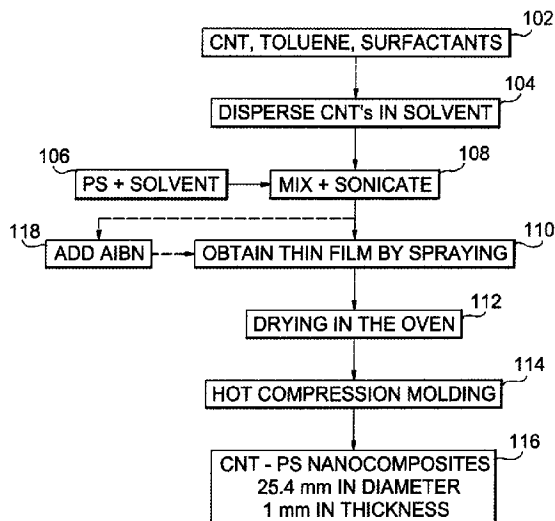 102
CNT, TOLUENE, SURFACTANTS
104
DISPERSE CNT's IN SOLVENT
106
108
PS + SOLVENT
MIX + SONICATE
118
110
ADD AIBN
OBTAIN THIN FILM BY SPRAYING
112
DRYING IN THE OVEN
114
HOT COMPRESSION MOLDING
116
CNT - PS NANOCOMPOSITES
25.4 mm IN DIAMETER
1 mm IN THICKNESS